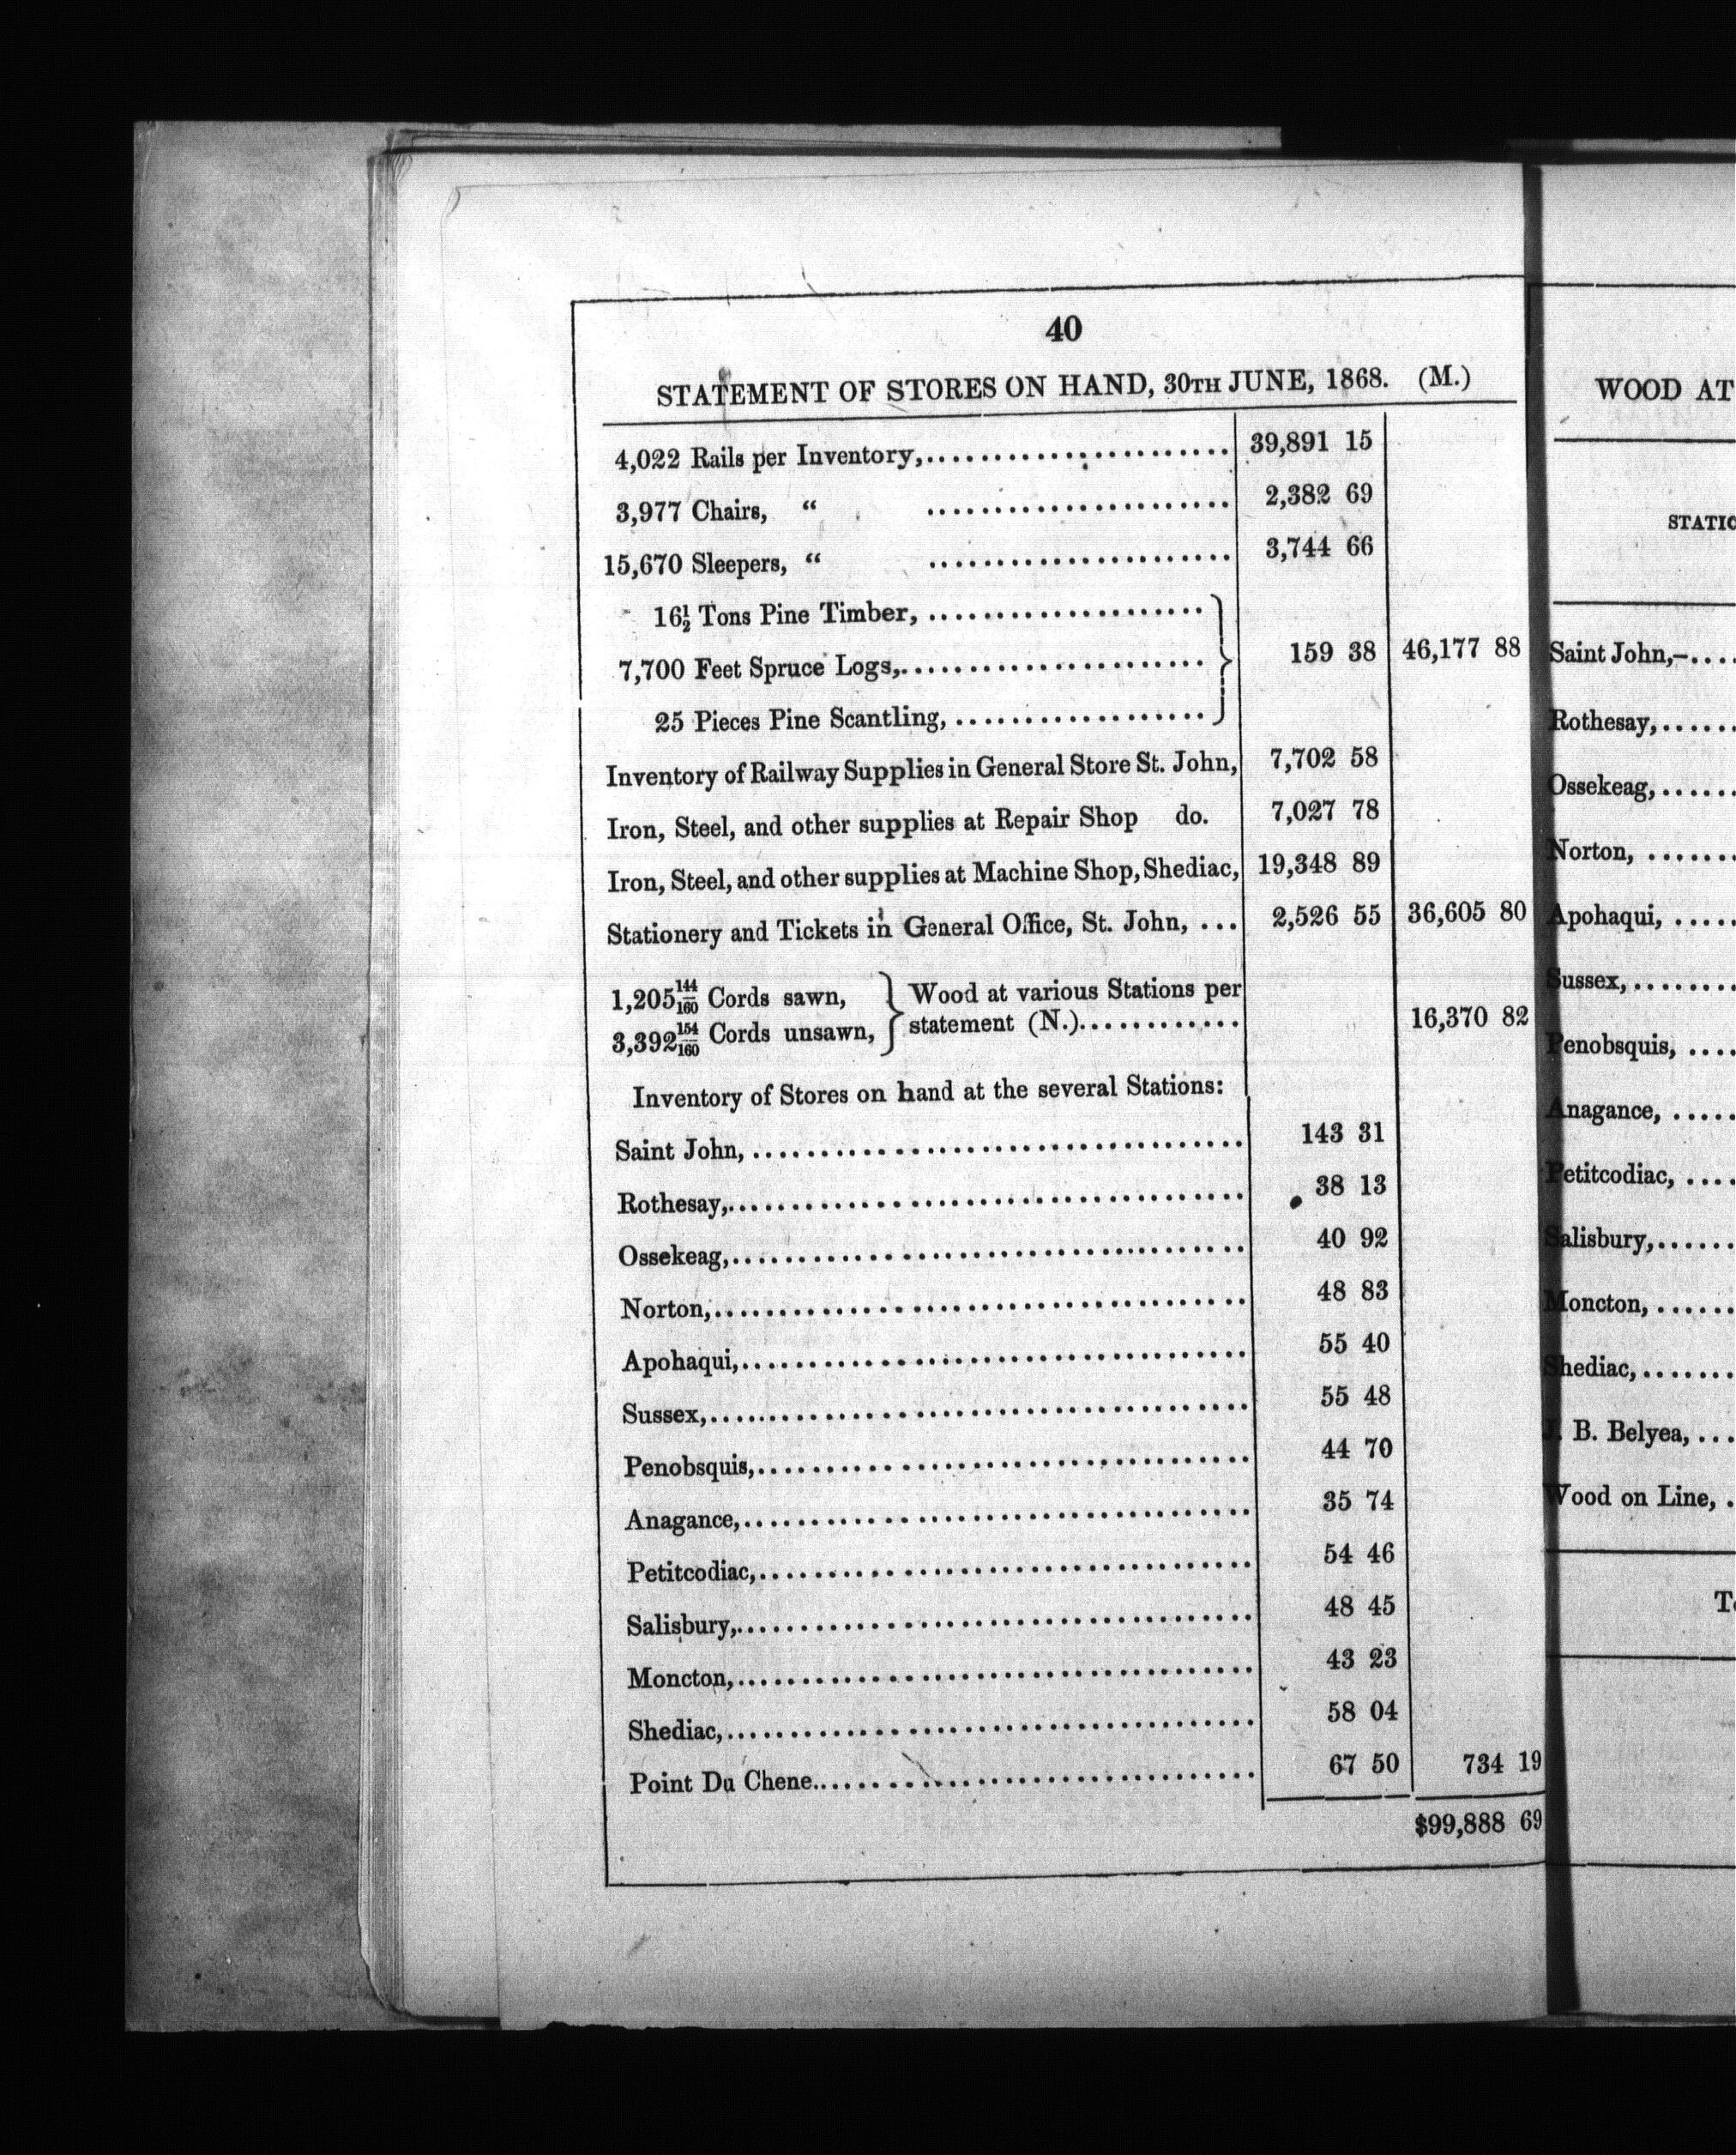 40
STATEMENT OF STORES ON HAND, 30TH JUNE, 1868. (M.)
4,022 Rails per Inventory,...................... 39,891 15
3,977 Chairs, “ ...................... 2,382 69
15,670 Sleepers, “ ...................... 3,744 66
16½ Tons Pine Timber, ....................
7,700 Feet Spruce Logs,...................... 159 38 46,177 88
25 Pieces Pine Scantling, ..................
Inventory of Railway Supplies in General Store St. John, 7,702 58
Iron, Steel, and other supplies at Repair Shop do. 7,027 78
Iron, Steel, and other supplies at Machine Shop, Shediac, 19,348 89
Stationery and Tickets in General Office, St. John, ... 2,526 55 36,605 80
1,205 144/160 Cords sawn, } Wood at various Stations per
3,392 154/160 Cords unsawn, } statement (N.)............ 16,370 82
Inventory of Stores on hand at the several Stations:
Saint John, .................................... 143 31
Rothesay,...................................... 38 13
Ossekeag,...................................... 40 92
Norton,....................................... 48 83
Apohaqui,..................................... 55 40
Sussex,........................................ 55 48
Penobsquis,.................................... 44 70
Anagance,..................................... 35 74
Petitcodiac,.................................... 54 46
Salisbury,...................................... 48 45
Moncton,...................................... 43 23
Shediac,....................................... 58 04
Point Du Chene................................. 67 50 734 19
$99,888 69
WOOD AT
STATIO
Saint John,–....
Rothesay,......
Ossekeag,......
Norton, .......
Apohaqui, .....
Sussex,........
Penobsquis, ....
Anagance, .....
Petitcodiac, ....
Salisbury,......
Moncton, ......
Shediac,.......
B. Belyea, ...
Wood on Line, .